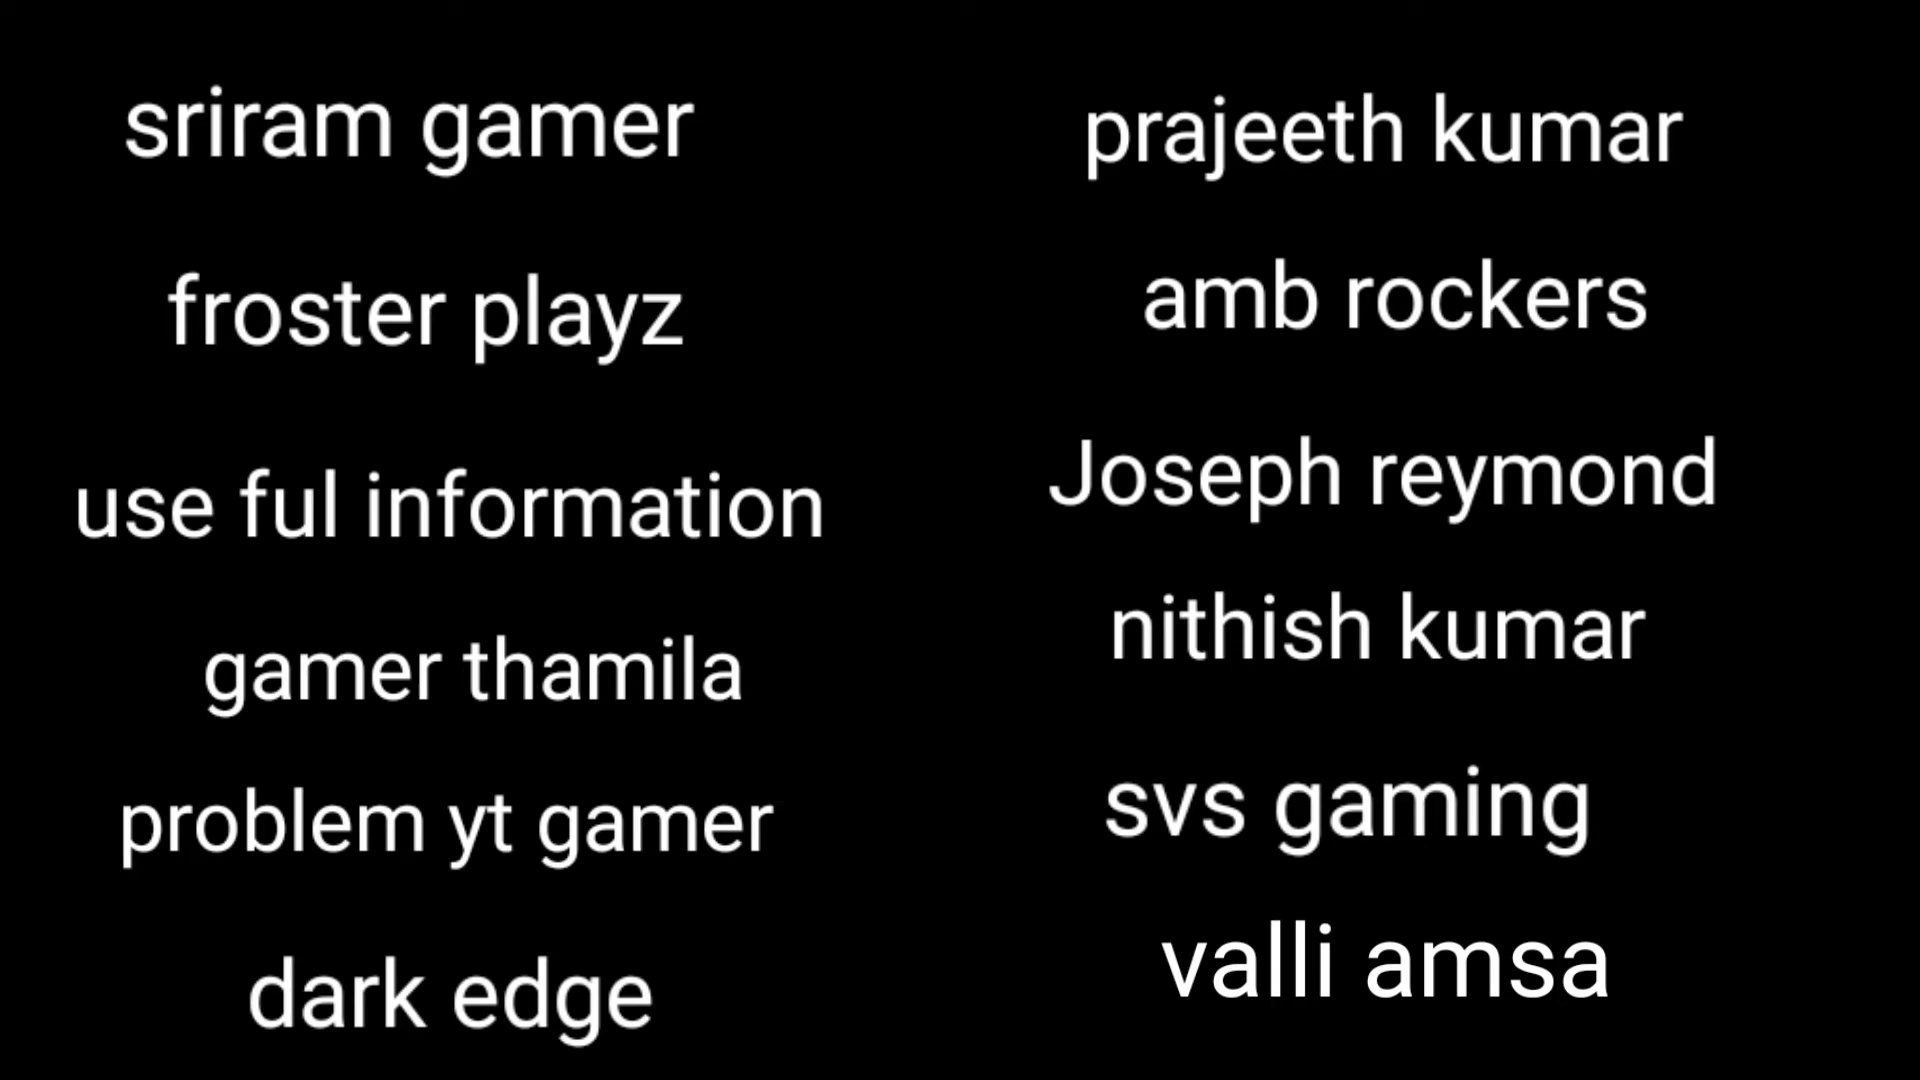 sriram gamer
froster playz
use ful information
gamer thamila
problem yt gamer
dark edge
prajeeth kumar
amb rockers
Joseph reymond
nithish kumar
svs gaming
valli amsa